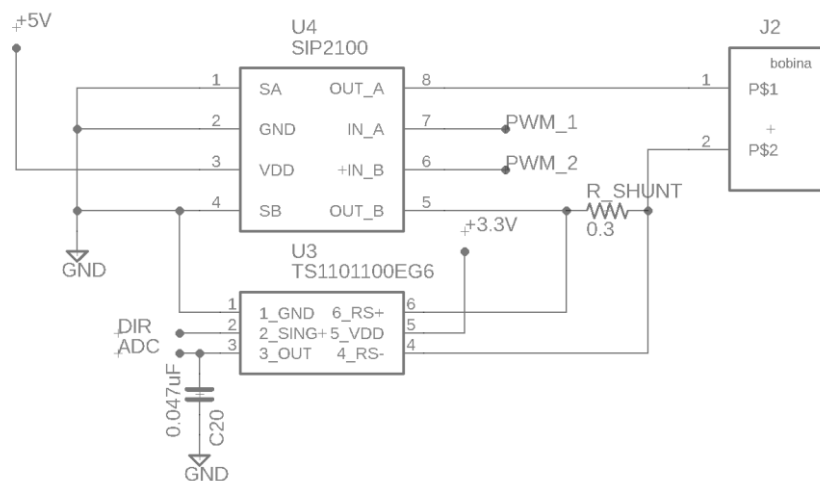 +5V
U4
SIP2100
J2
bobina
1 SA OUT_A 8
1 P$1
2 GND IN_A 7 PWM_1
+
3 VDD +IN_B 6 PWM_2
2 P$2
4 SB OUT_B 5
R_SHUNT
0.3
+3.3V
GND
U3
TS1101100EG6
1 1_GND 6_RS+ 6
DIR 2 2_SING+ 5_VDD 5
ADC 3 3_OUT 4_RS- 4
0.047uF
C20
GND